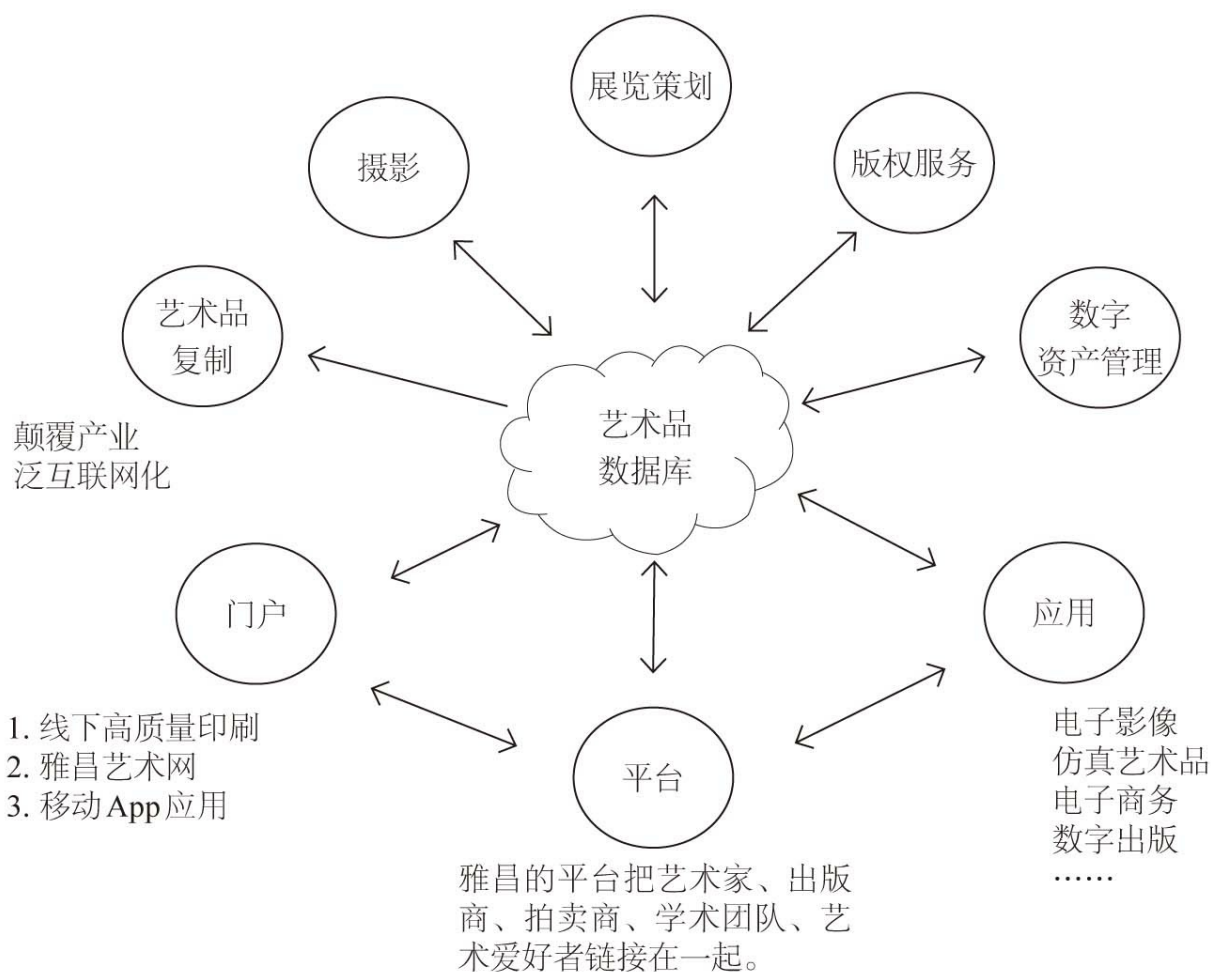 展览策划
摄影
版权服务
艺术品
复制
数字
资产管理
颠覆产业
泛互联网化
艺术品
数据库
门户
应用
1. 线下高质量印刷
2. 雅昌艺术网
3. 移动App应用
平台
电子影像
仿真艺术品
电子商务
数字出版
……
雅昌的平台把艺术家、出版
商、拍卖商、学术团队、艺
术爱好者链接在一起。